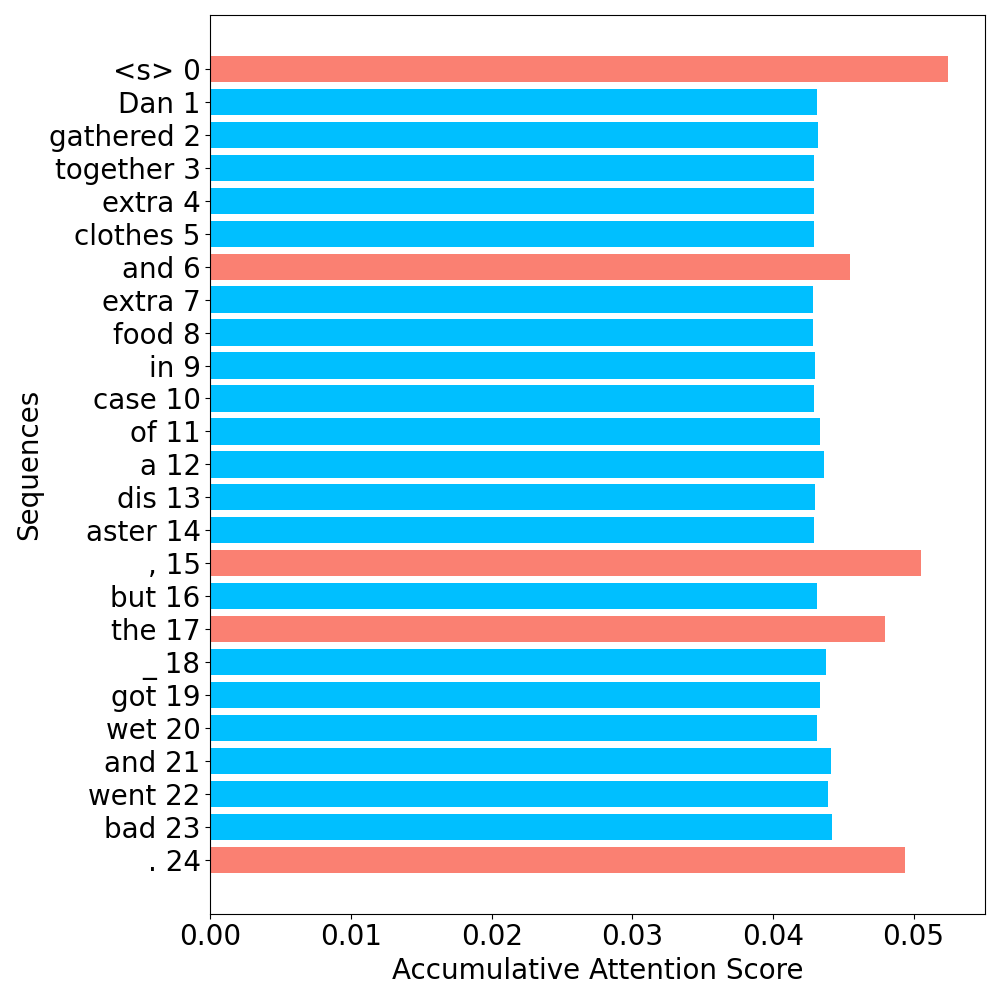 <s> 0
Dan 1
gathered 2
together 3
extra 4
clothes 5
and 6
extra 7
food 8
in 9
case 10
of 11
a 12
dis 13
aster 14
, 15
but 16
the 17
_ 18
got 19
wet 20
and 21
went 22
bad 23
. 24
Sequences
0.00 0.01 0.02 0.03 0.04 0.05
Accumulative Attention Score